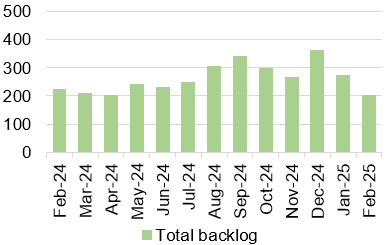 500
400
300
200
100
0
Feb-24
Mar-24
Apr-24
May-24
Jun-24
Jul-24
Aug-24
Sep-24
Oct-24
Nov-24
Dec-24
Jan-25
Feb-25
Total backlog